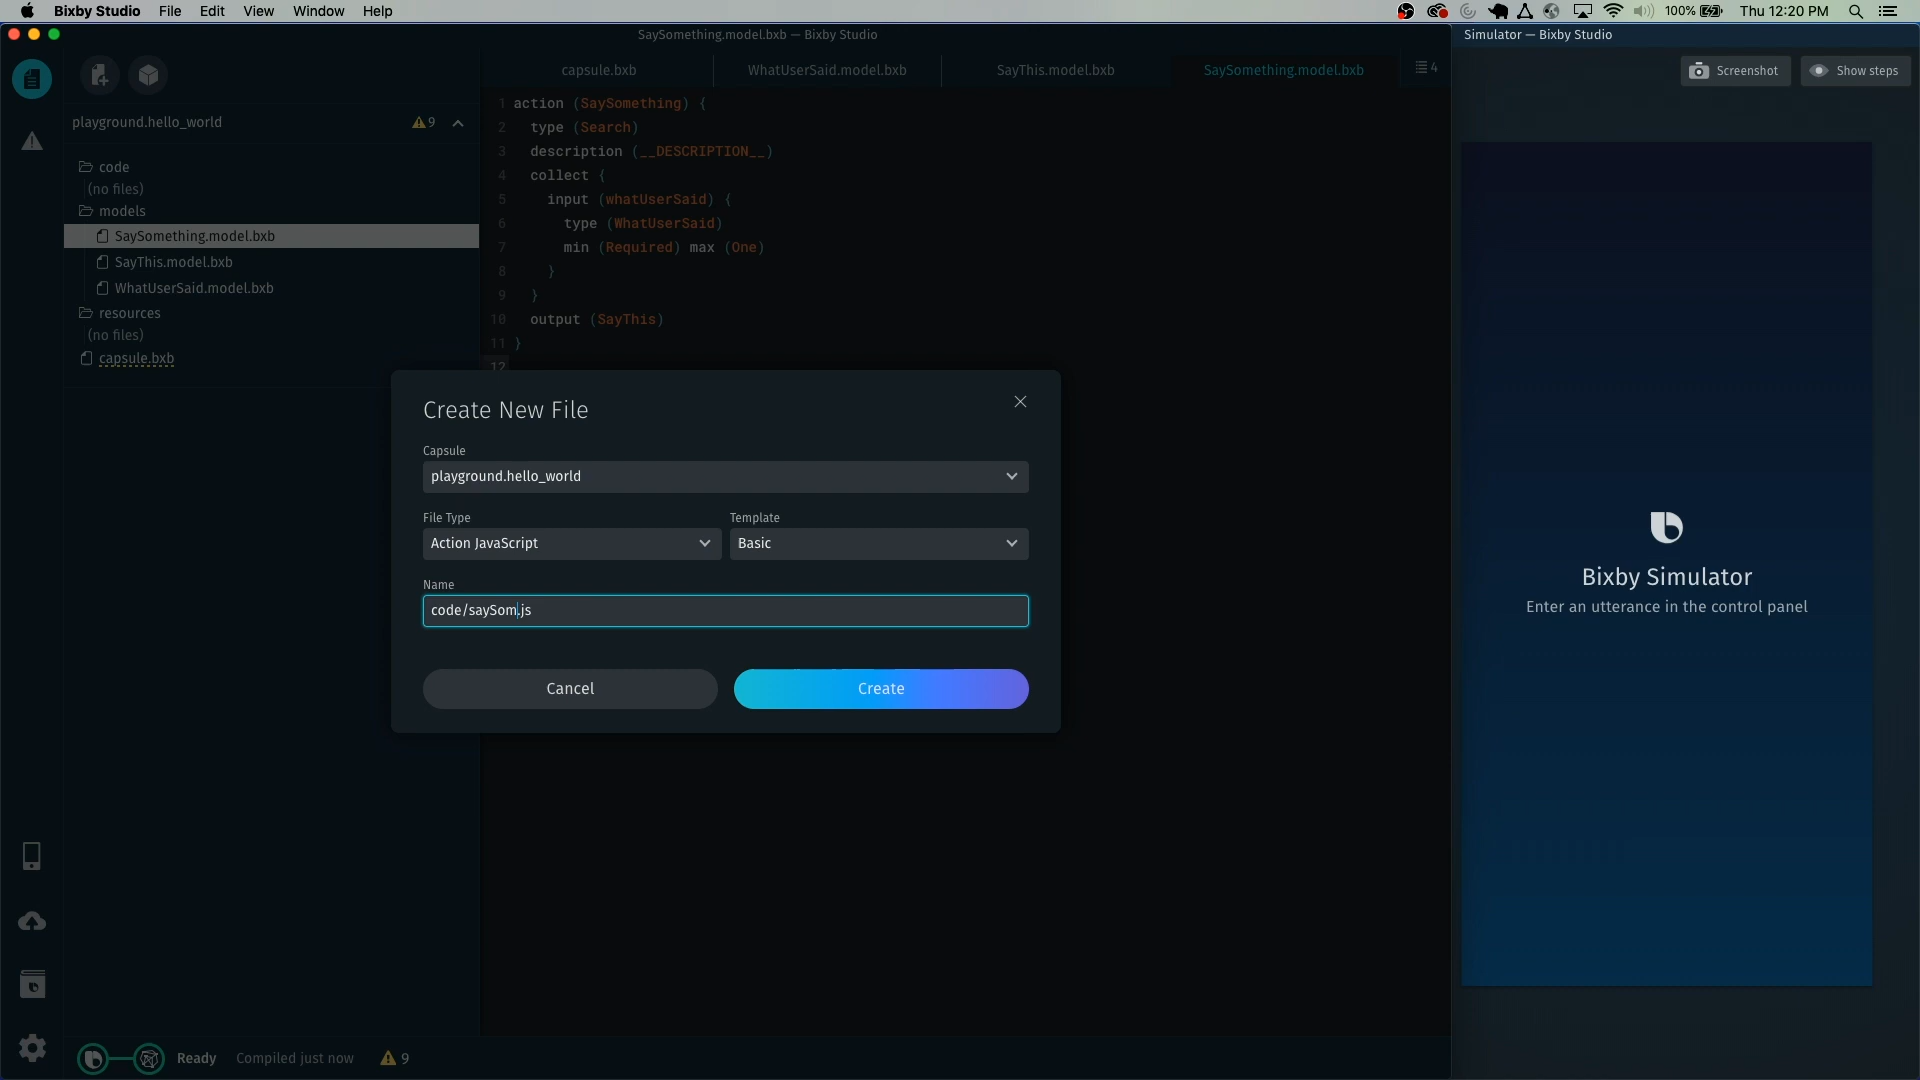 Bixby Studio File Edit View Window Help
100% Thu 12:20 PM
SaySomething.model.bxb — Bixby Studio
Simulator — Bixby Studio
capsule.bxb WhatUserSaid.model.bxb SayThis.model.bxb SaySomething.model.bxb 4
Screenshot Show steps
playground.hello_world 9
code
(no files)
models
SaySomething.model.bxb
SayThis.model.bxb
WhatUserSaid.model.bxb
resources
(no files)
capsule.bxb
1 action (SaySomething) {
2 type (Search)
3 description (__DESCRIPTION__)
4 collect {
5 input (whatUserSaid) {
6 type (WhatUserSaid)
7 min (Required) max (One)
8 }
9 }
10 output (SayThis)
11 }
12
Create New File
Capsule
playground.hello_world
File Type Template
Action JavaScript Basic
Name
code/saySom.js
Cancel Create
Bixby Simulator
Enter an utterance in the control panel
Ready Compiled just now 9